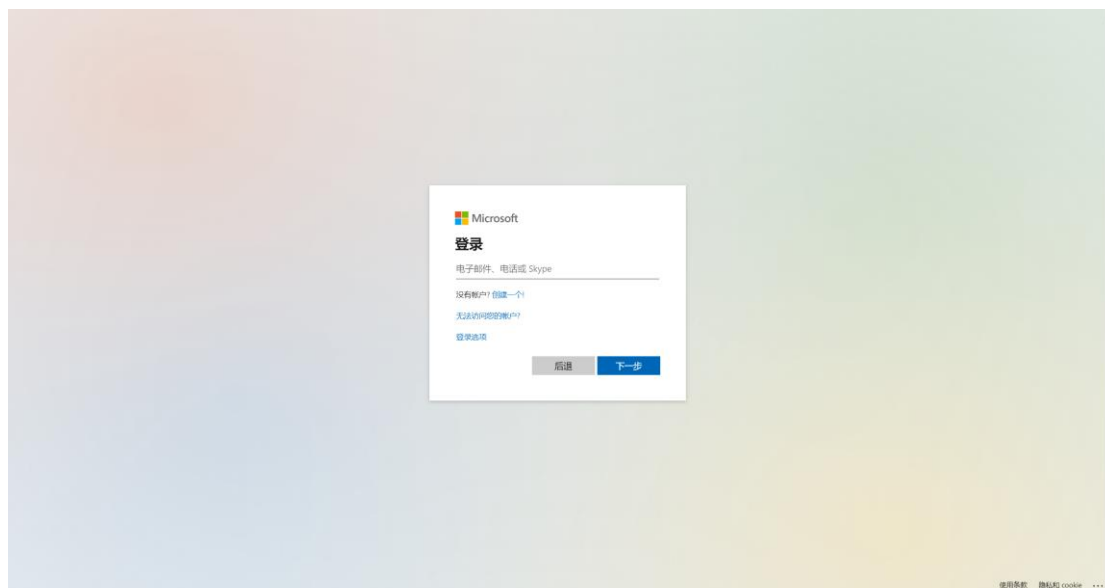 Microsoft
登录
电子邮件、电话或 Skype
没有帐户? 创建一个!
无法访问您的帐户?
登录选项
后退 下一步
使用条款 隐私和 cookie ...